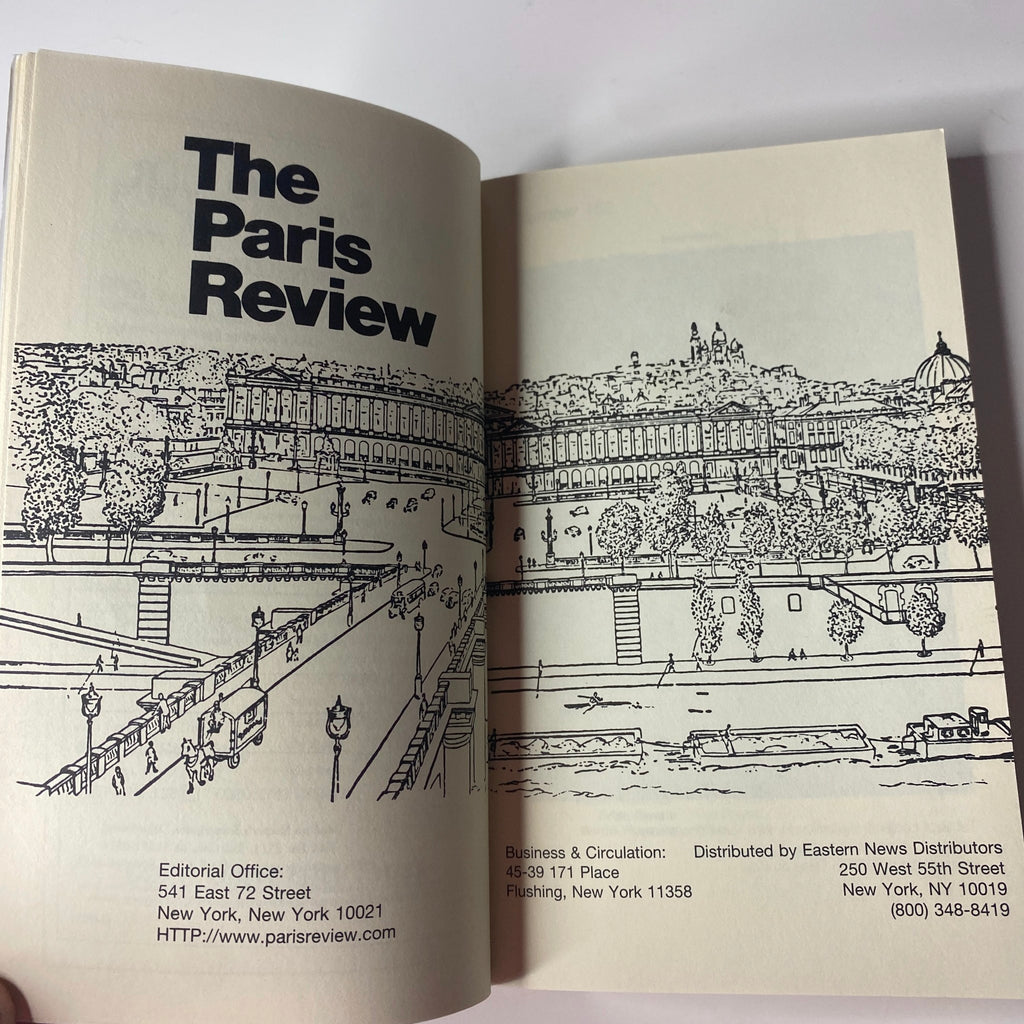 The
Paris
Review
Editorial Office:
541 East 72 Street
New York, New York 10021
HTTP://www.parisreview.com
Business & Circulation:
45-39 171 Place
Flushing, New York 11358
Distributed by Eastern News Distributors
250 West 55th Street
New York, NY 10019
(800) 348-8419